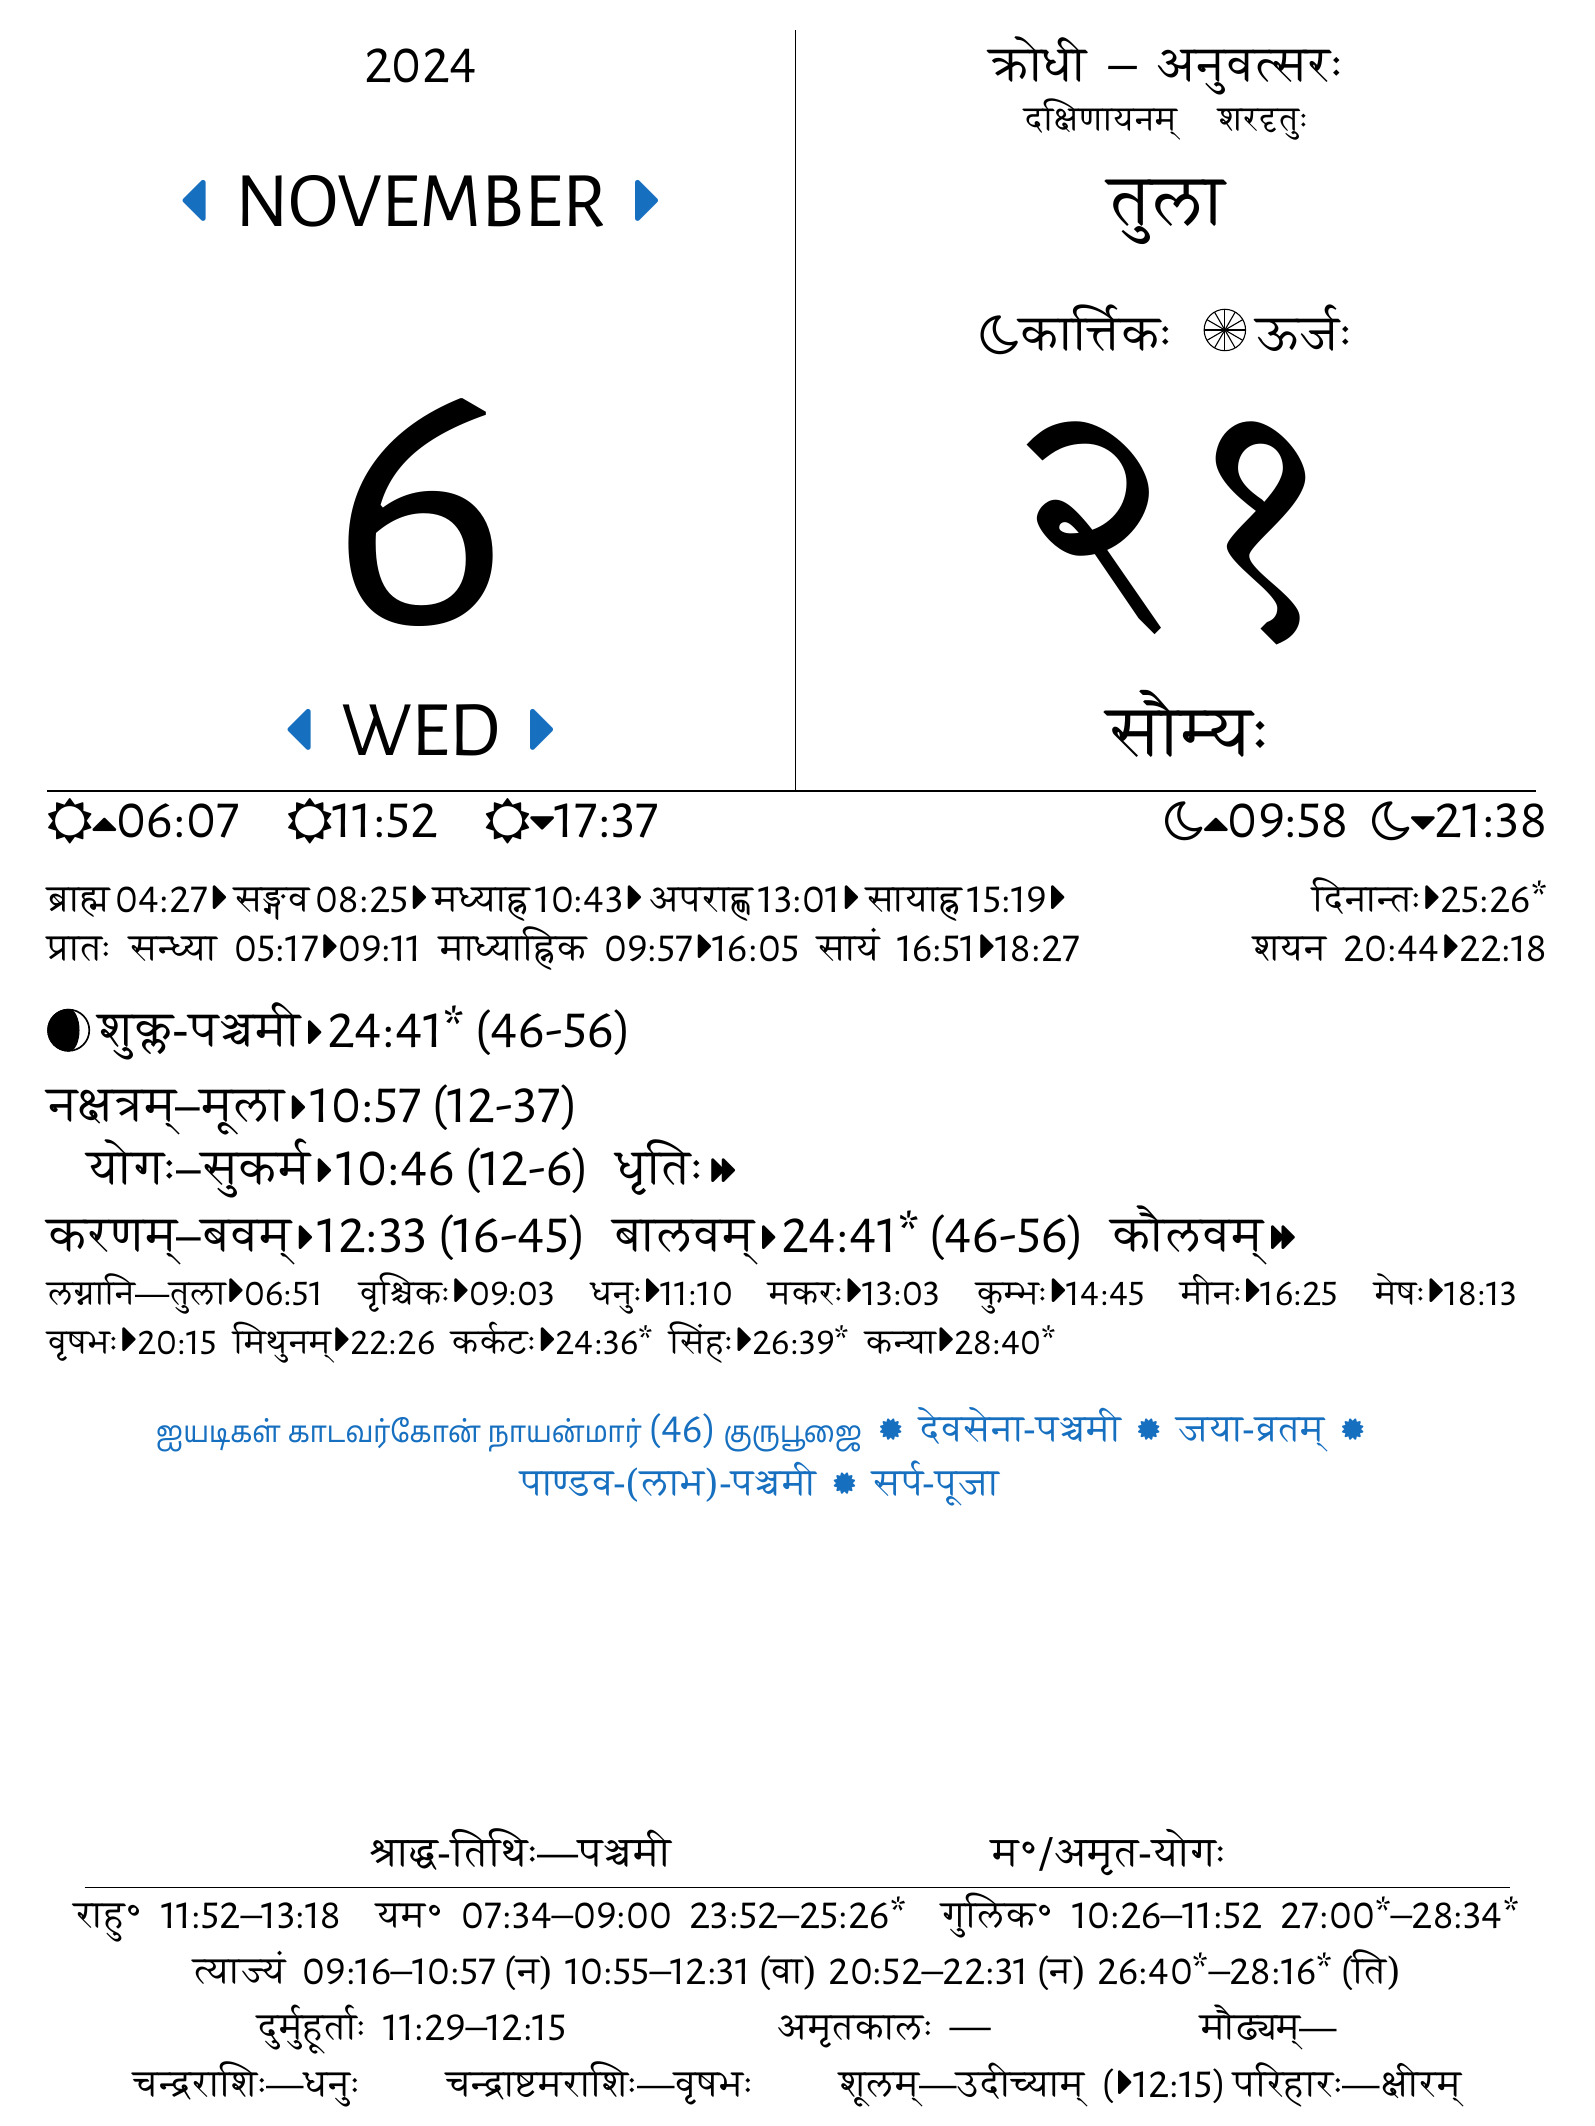 2024
NOVEMBER
6
WED
क्रोधी – अनुवत्सरः
दक्षिणायनम् शरदृतुः
तुला
कार्त्तिकः ऊर्जः
२१
सौम्यः
06:07 11:52 17:37 09:58 21:38
ब्राह्म 04:27 सङ्गव 08:25 मध्याह्न 10:43 अपराह्ण 13:01 सायाह्न 15:19 दिनान्तः 25:26*
प्रातः सन्ध्या 05:17 09:11 माध्याह्निक 09:57 16:05 सायं 16:51 18:27 शयन 20:44 22:18
शुक्ल-पञ्चमी 24:41* (46-56)
नक्षत्रम्–मूला 10:57 (12-37)
योगः–सुकर्म 10:46 (12-6) धृतिः
करणम्–बवम् 12:33 (16-45) बालवम् 24:41* (46-56) कौलवम्
लग्नानि—तुला 06:51 वृश्चिकः 09:03 धनुः 11:10 मकरः 13:03 कुम्भः 14:45 मीनः 16:25 मेषः 18:13
वृषभः 20:15 मिथुनम् 22:26 कर्कटः 24:36* सिंहः 26:39* कन्या 28:40*
ஐயடிகள் காடவர்கோன் நாயன்மார் (46) குருபூஜை ✹ देवसेना-पञ्चमी ✹ जया-व्रतम् ✹
पाण्डव-(लाभ)-पञ्चमी ✹ सर्प-पूजा
श्राद्ध-तिथिः—पञ्चमी म॰/अमृत-योगः
राहु॰ 11:52–13:18 यम॰ 07:34–09:00 23:52–25:26* गुलिक॰ 10:26–11:52 27:00*–28:34*
त्याज्यं 09:16–10:57 (न) 10:55–12:31 (वा) 20:52–22:31 (न) 26:40*–28:16* (ति)
दुर्मुहूर्ताः 11:29–12:15 अमृतकालः — मौढ्यम्—
चन्द्रराशिः—धनुः चन्द्राष्टमराशिः—वृषभः शूलम्—उदीच्याम् (12:15) परिहारः—क्षीरम्